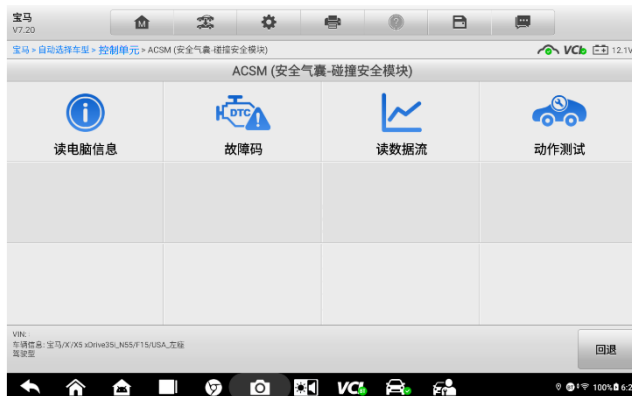 宝马
V7.20
M
宝马 > 自动选择车型 > 控制单元 > ACSM (安全气囊-碰撞安全模块)
VCI 12.1V
ACSM (安全气囊-碰撞安全模块)
DTC
读电脑信息
故障码
读数据流
动作测试
VIN:
车辆信息: 宝马/X/X5 xDrive35i_N55/F15/USA_左座
驾驶型
回退
M
VCI
100% 6:2